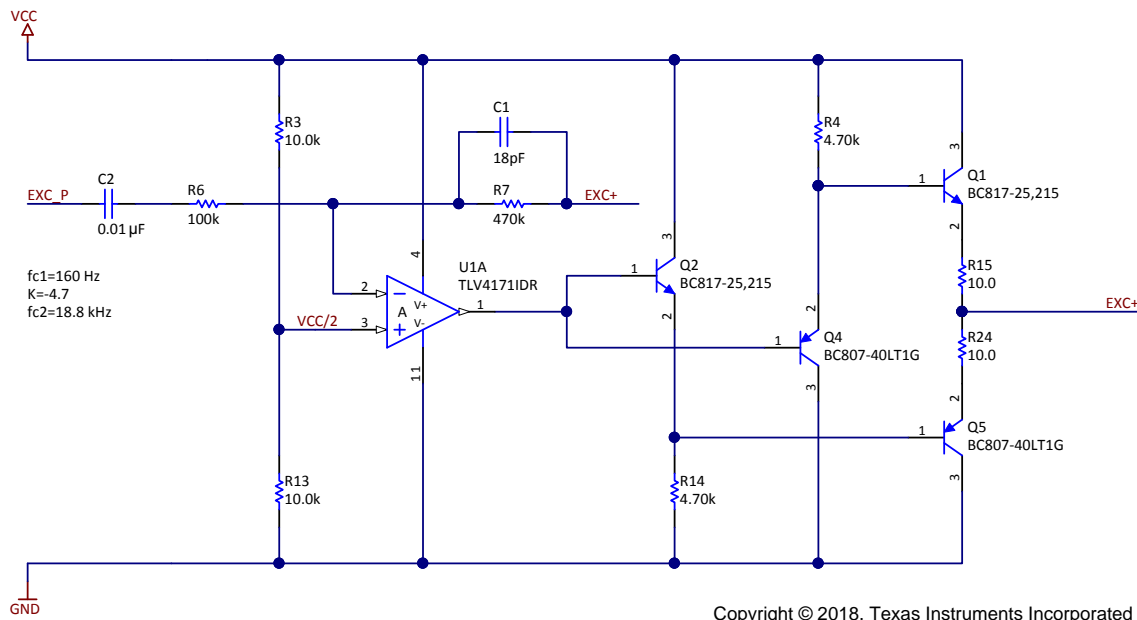 VCC
R3
10.0k
C1
18pF
R4
4.70k
3
1
Q1
BC817-25,215
2
EXC_P
C2
0.01 µF
R6
100k
R7
470k
EXC+
fc1=160 Hz
K=-4.7
fc2=18.8 kHz
4
U1A
TLV4171IDR
2
A
V+
V-
1
3
VCC/2
11
3
1
Q2
BC817-25,215
2
2
1
Q4
BC807-40LT1G
3
R15
10.0
EXC+
R24
10.0
2
1
Q5
BC807-40LT1G
3
R13
10.0k
R14
4.70k
GND
Copyright © 2018, Texas Instruments Incorporated